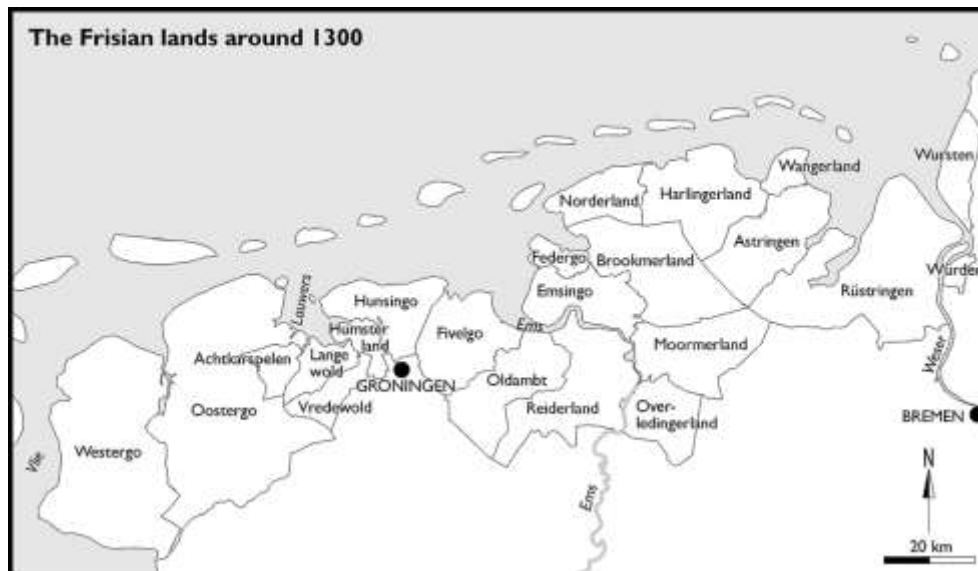 The Frisian lands around 1300
Wursten
Wangerland
Harlingerland
Norderland
Astringen
Federgo
Brookmerland
Würden
Emsingo
Rüstringen
Lauwers
Hunsingo
Ems
Humster
land
Fivelgo
Moormerland
Achtkarspelen
Lange
wold
GRONINGEN
Oldambt
Weser
Oostergo
Vredewold
Reiderland
Over-
ledingerland
BREMEN
Westergo
Vlie
Ems
N
20 km